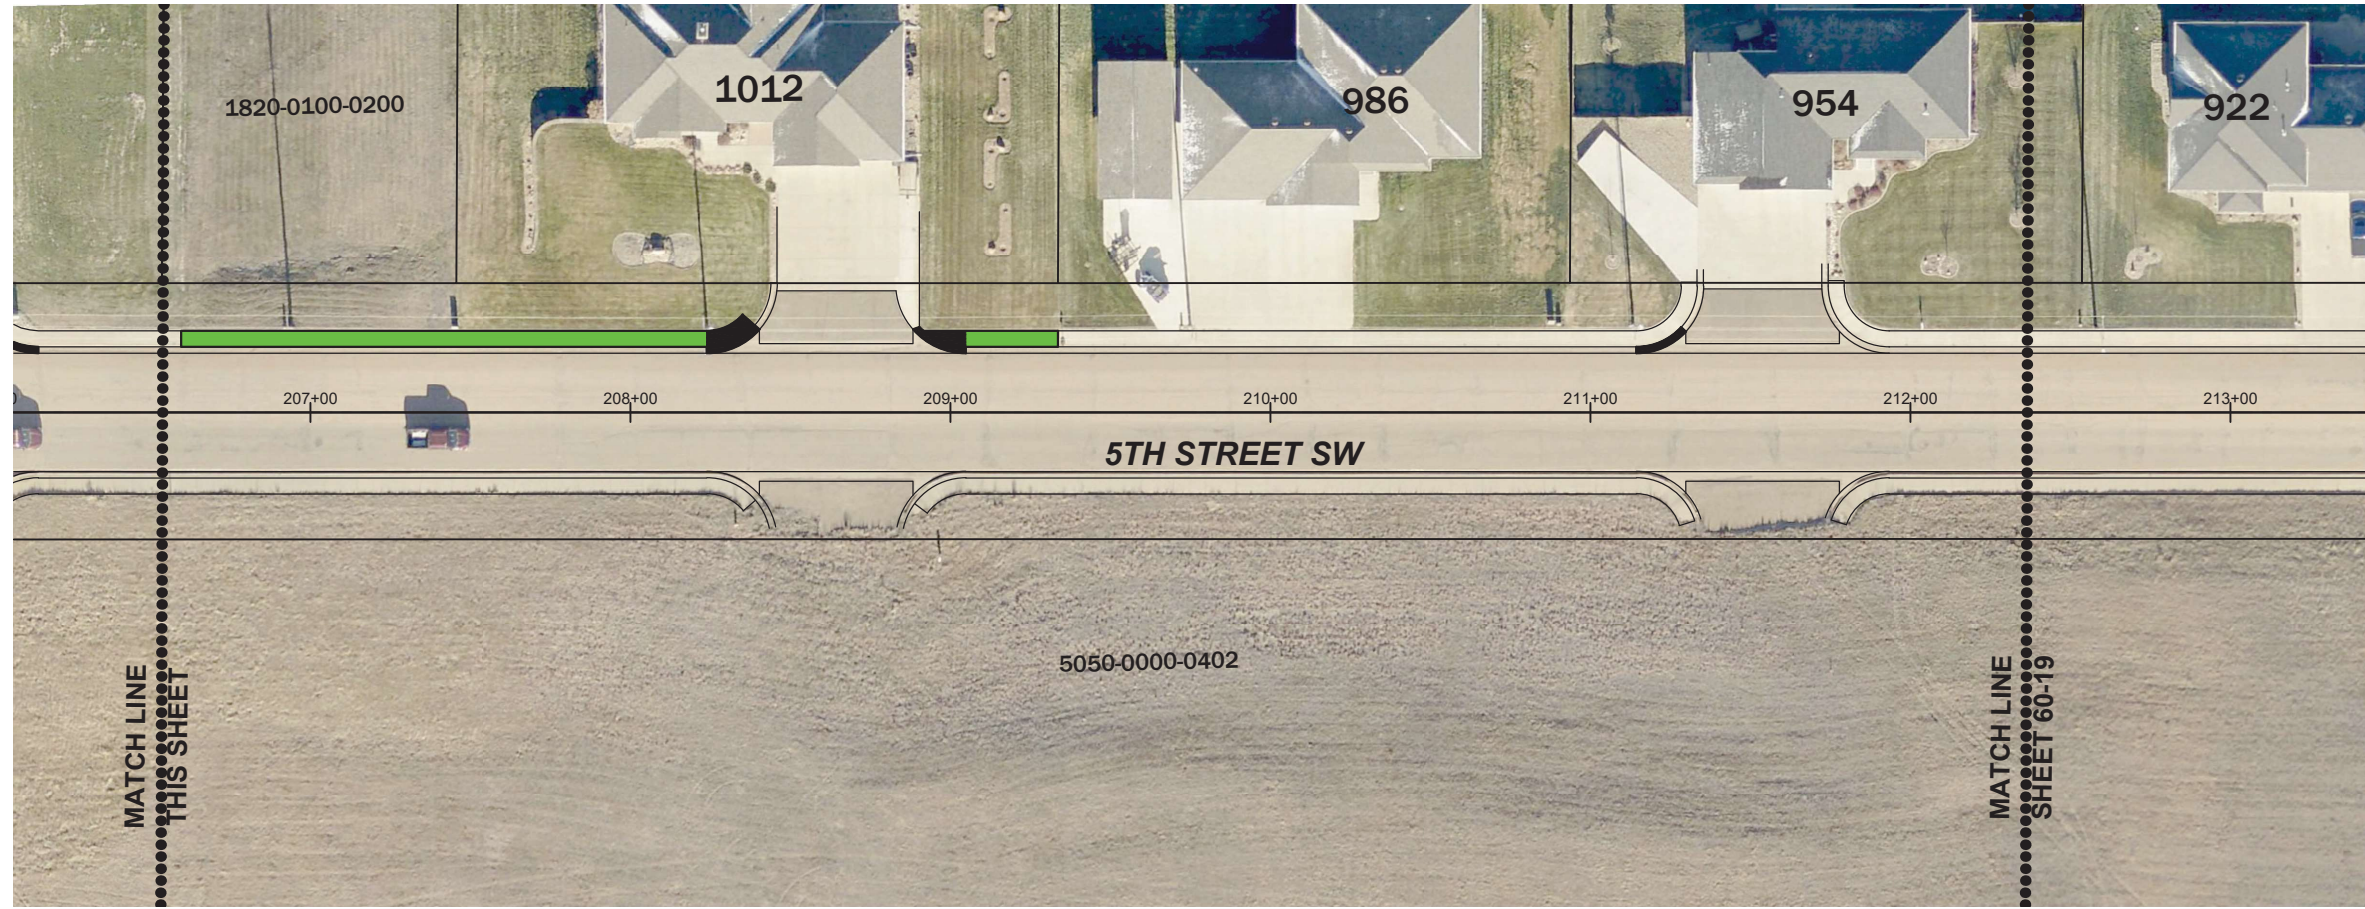 1820-0100-0200
1012
986
954
922
207+00
208+00
209+00
210+00
211+00
212+00
213+00
5TH STREET SW
5050-0000-0402
MATCH LINE
THIS SHEET
MATCH LINE
SHEET 60-19